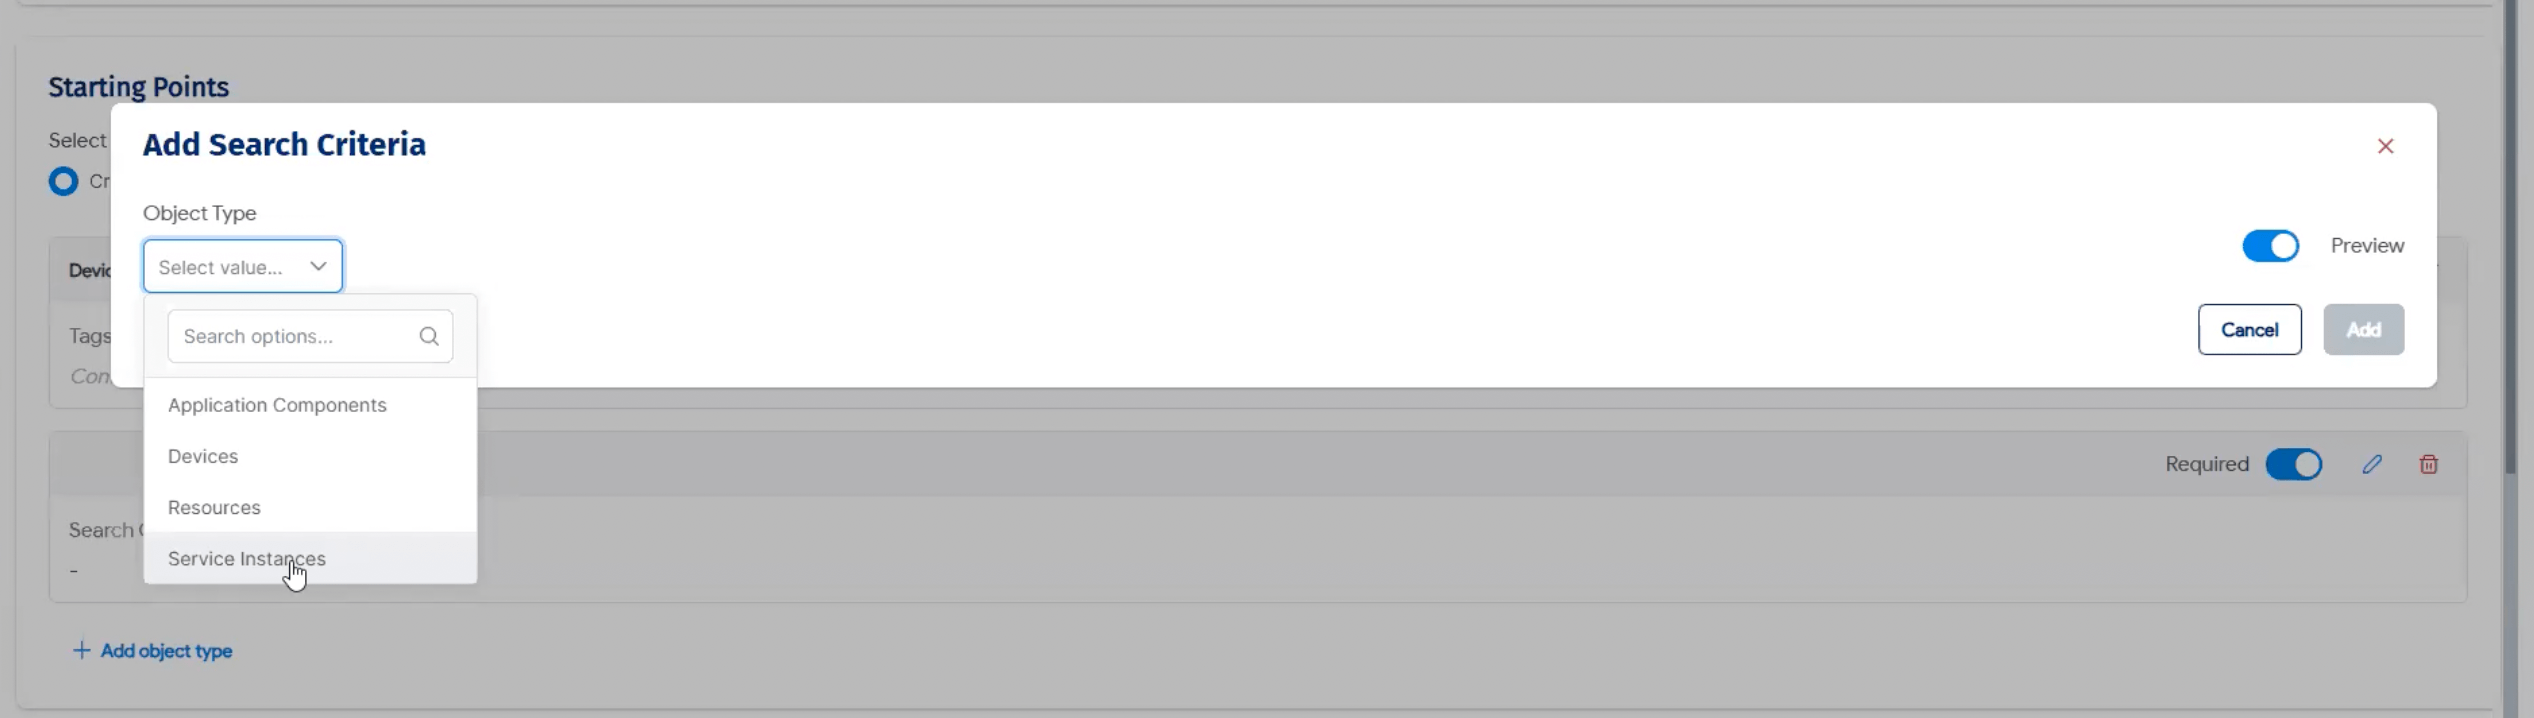 Starting Points
Select
Add Search Criteria
Cr
Object Type
Select value...
Preview
Devic
Search options...
Tags
Cancel
Add
Con
Application Components
Devices
Resources
Required
Search
Service Instances
-
+ Add object type